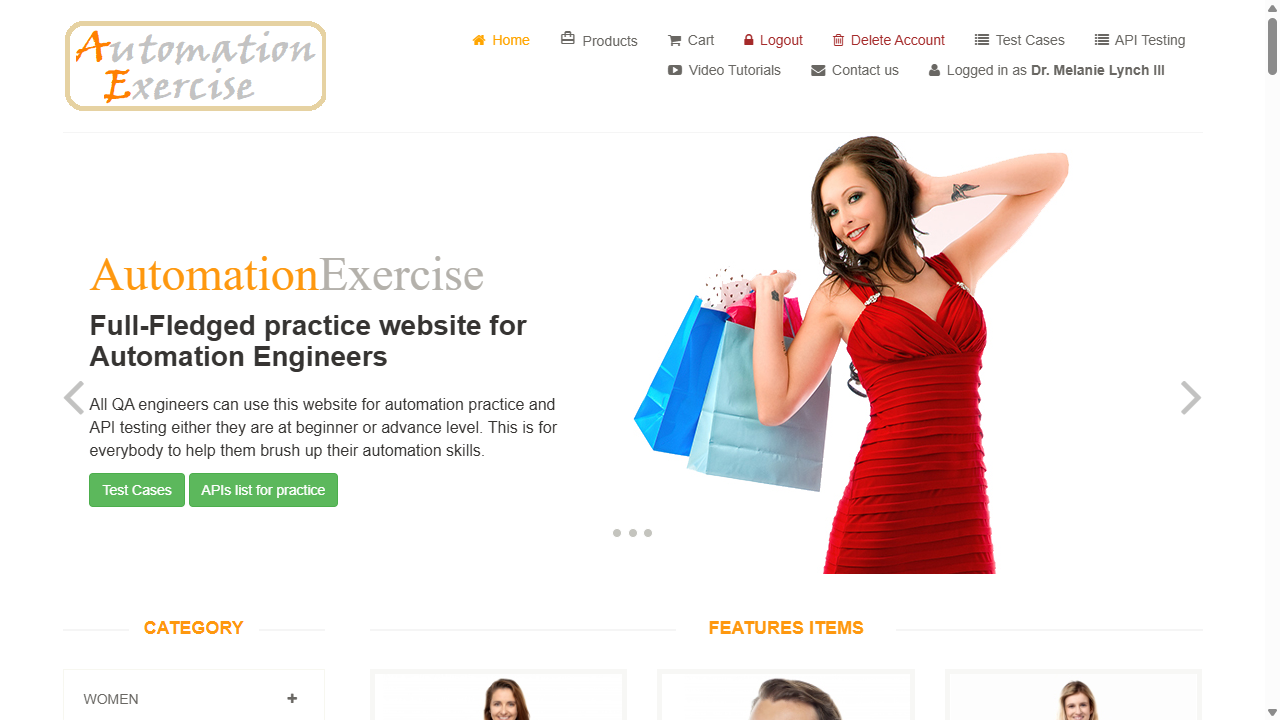 Automation
Exercise
Home
Products
Cart
Logout
Delete Account
Test Cases
API Testing
Video Tutorials
Contact us
Logged in as Dr. Melanie Lynch III
AutomationExercise
Full-Fledged practice website for
Automation Engineers
All QA engineers can use this website for automation practice and
API testing either they are at beginner or advance level. This is for
everybody to help them brush up their automation skills.
Test Cases
APIs list for practice
CATEGORY
FEATURES ITEMS
WOMEN